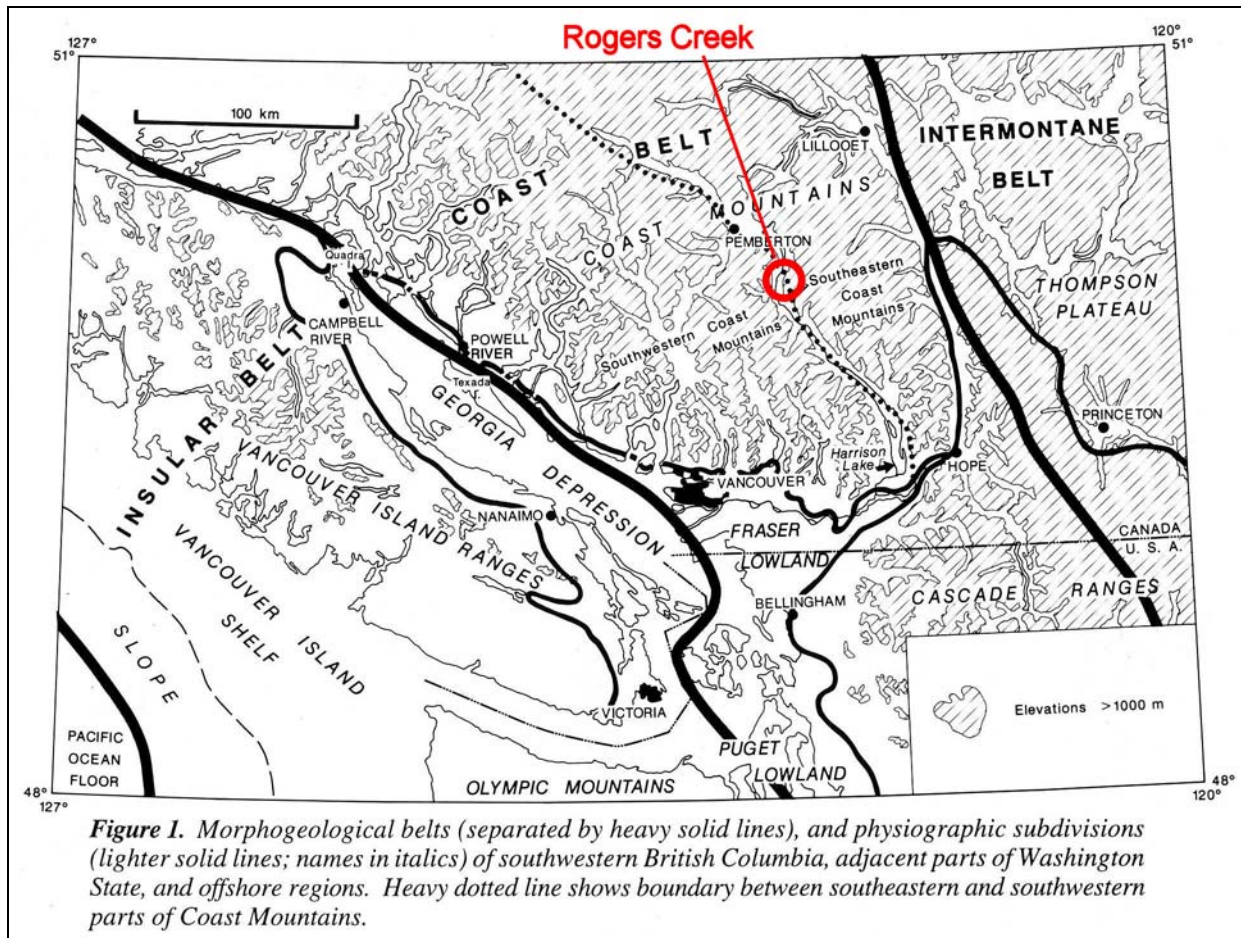 Rogers Creek
127°
51°
120°
51°
100 km
COAST BELT
INTERMONTANE
BELT
LILLOOET
COAST MOUNTAINS
PEMBERTON
Southeastern
Coast
Mountains
THOMPSON
PLATEAU
Quadra
I.
CAMPBELL
RIVER
POWELL
RIVER
Southwestern Coast
Mountains
Texada
I.
INSULAR BELT
GEORGIA DEPRESSION
PRINCETON
Harrison
Lake
HOPE
VANCOUVER
VANCOUVER ISLAND RANGES
NANAIMO
FRASER
LOWLAND
CANADA
U. S. A.
VANCOUVER ISLAND
SHELF
BELLINGHAM
CASCADE RANGES
SLOPE
VICTORIA
Elevations >1000 m
PACIFIC
OCEAN
FLOOR
PUGET
LOWLAND
OLYMPIC MOUNTAINS
48°
127°
48°
120°
Figure 1. Morphogeological belts (separated by heavy solid lines), and physiographic subdivisions
(lighter solid lines; names in italics) of southwestern British Columbia, adjacent parts of Washington
State, and offshore regions. Heavy dotted line shows boundary between southeastern and southwestern
parts of Coast Mountains.